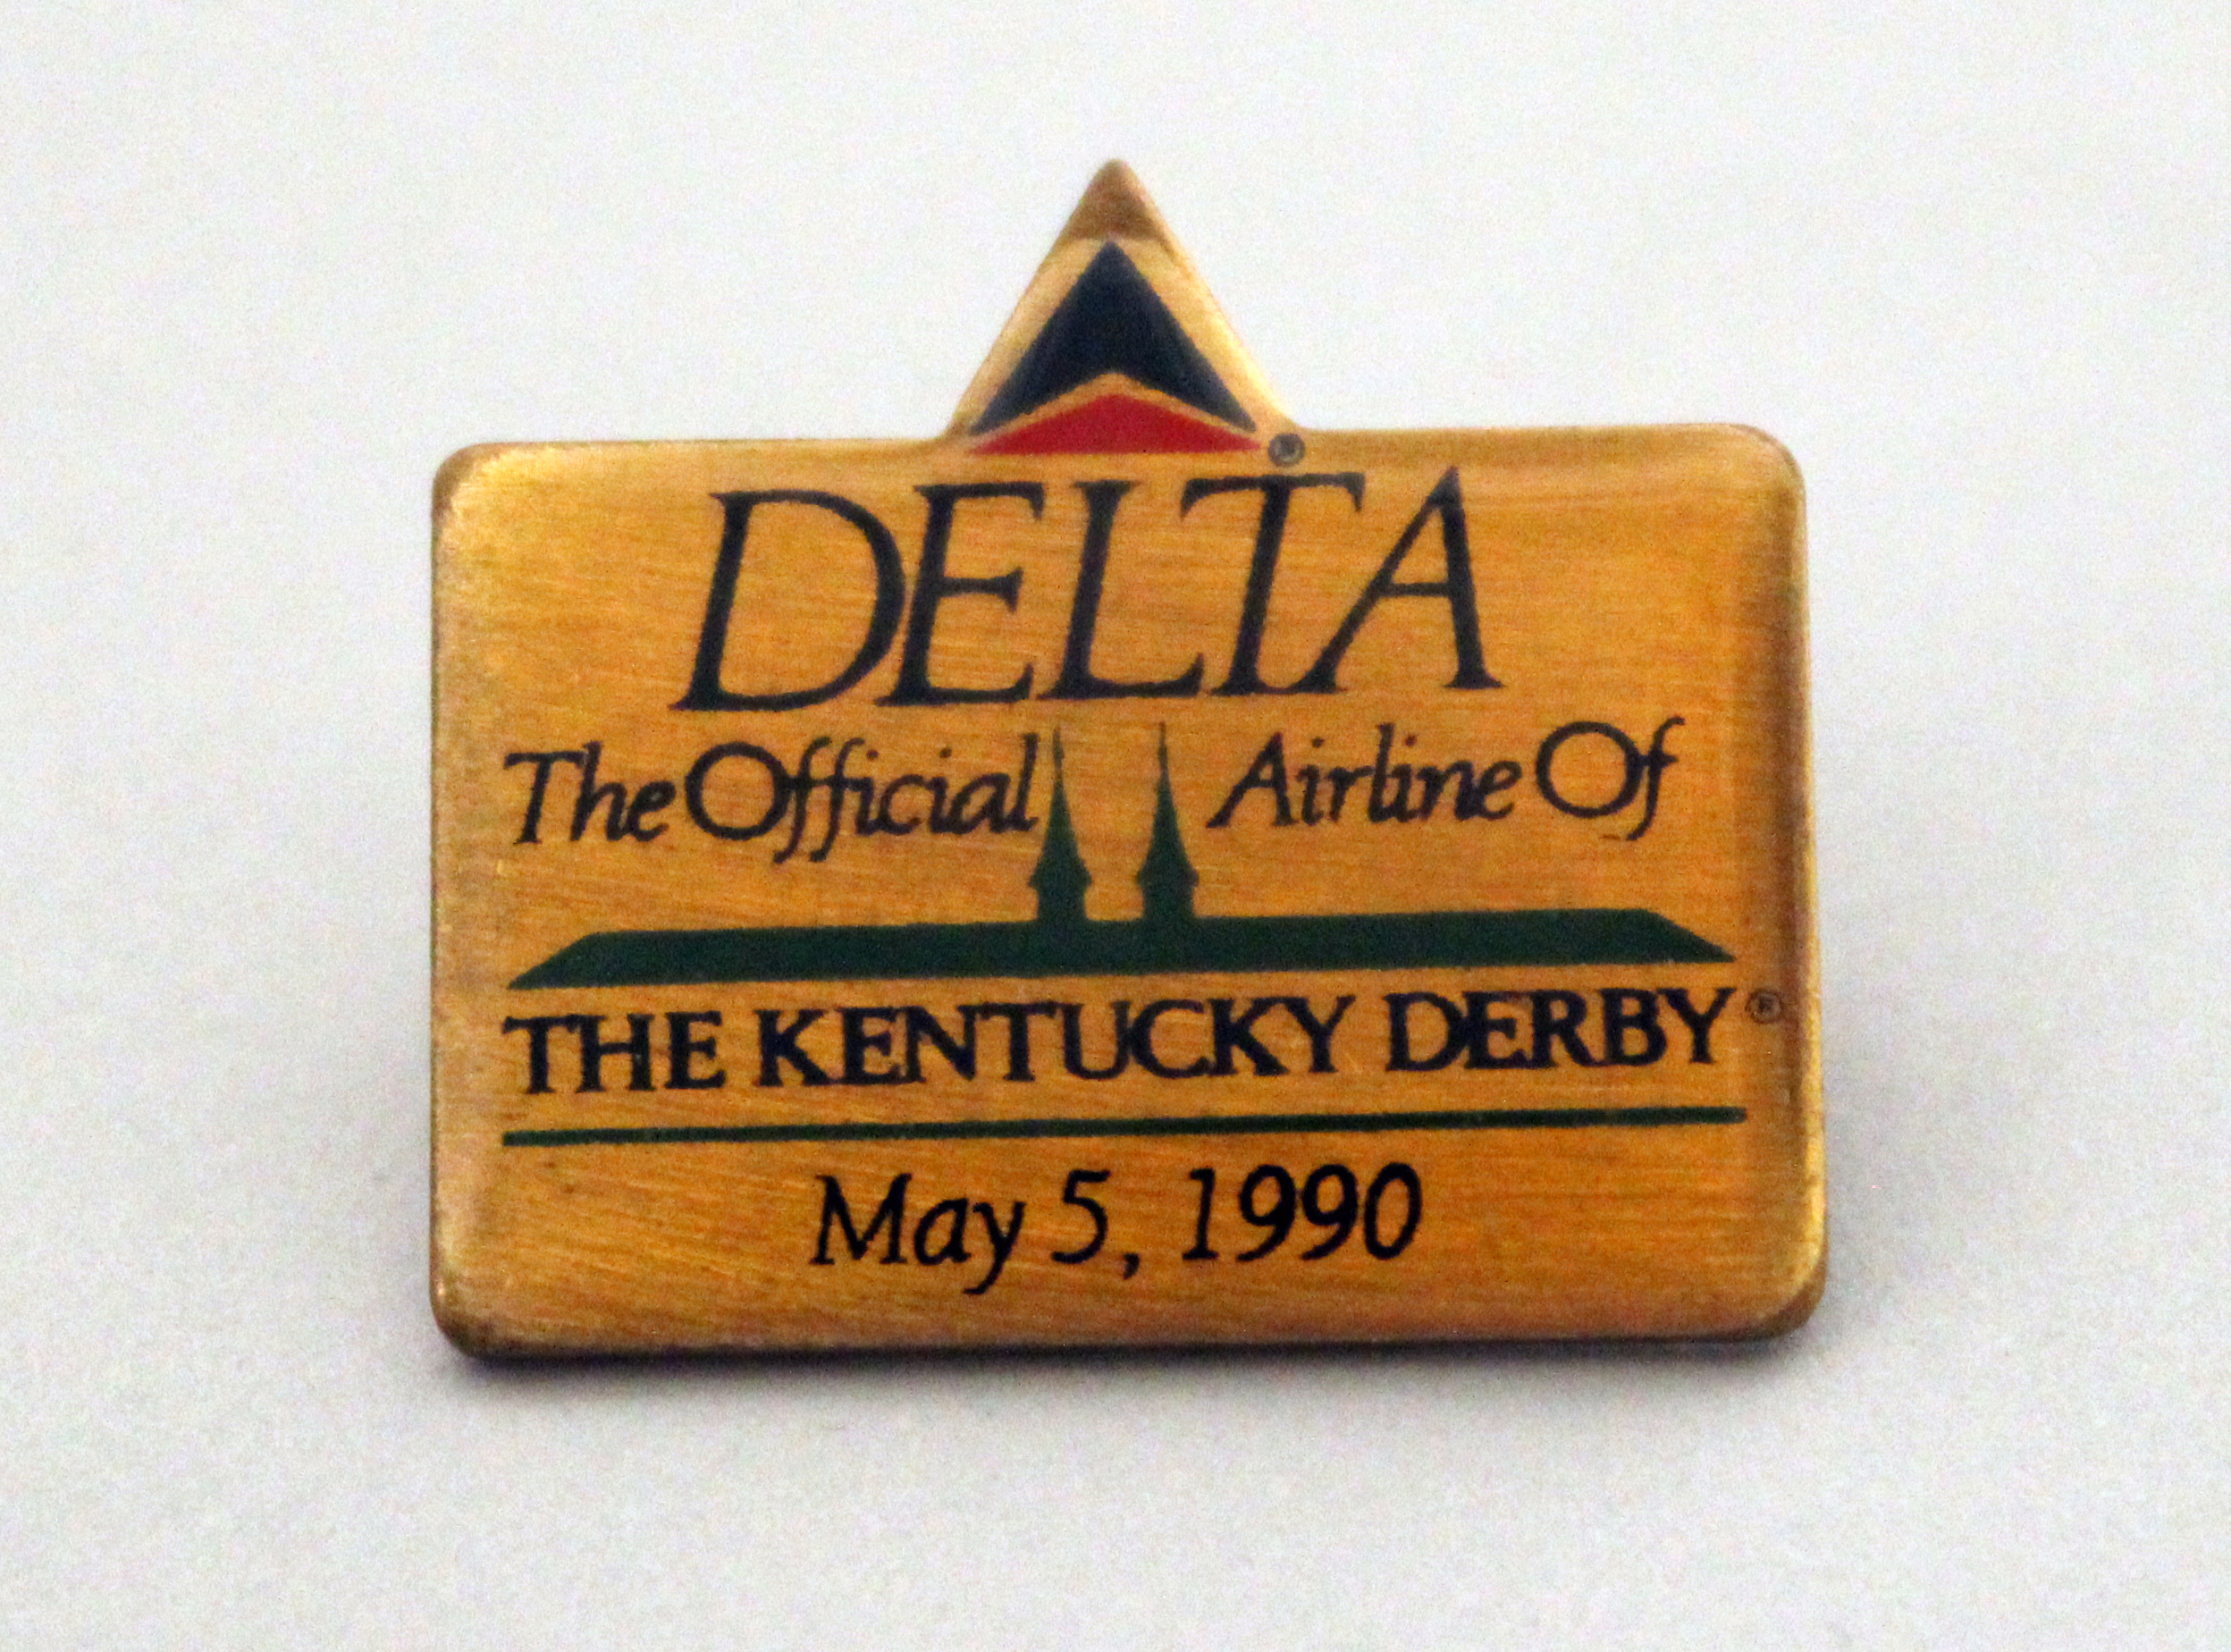 DELTA
The Official Airline Of
THE KENTUCKY DERBY®
May 5, 1990